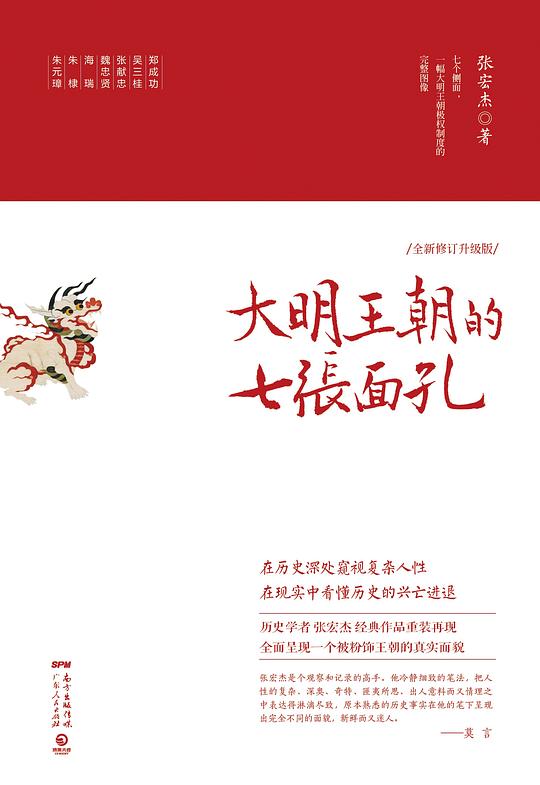 郑成功
吴三桂
张献忠
魏忠贤
海瑞
朱棣
朱元璋
张宏杰◎著
七个侧面，
一幅大明王朝极权制度的
完整图像
/全新修订升级版/
大明王朝的
七張面孔
在历史深处窥视复杂人性
在现实中看懂历史的兴亡进退
历史学者 张宏杰 经典作品重装再现
全面呈现一个被粉饰王朝的真实面貌
张宏杰是个观察和记录的高手。他冷静细致的笔法，把人
性的复杂、深奥、奇特、匪夷所思、出人意料而又情理之
中表达得淋漓尽致，原本熟悉的历史事实在他的笔下呈现
出完全不同的面貌，新鲜而又迷人。
——莫 言
SPM
南方出版传媒
广东人民出版社
博集天卷